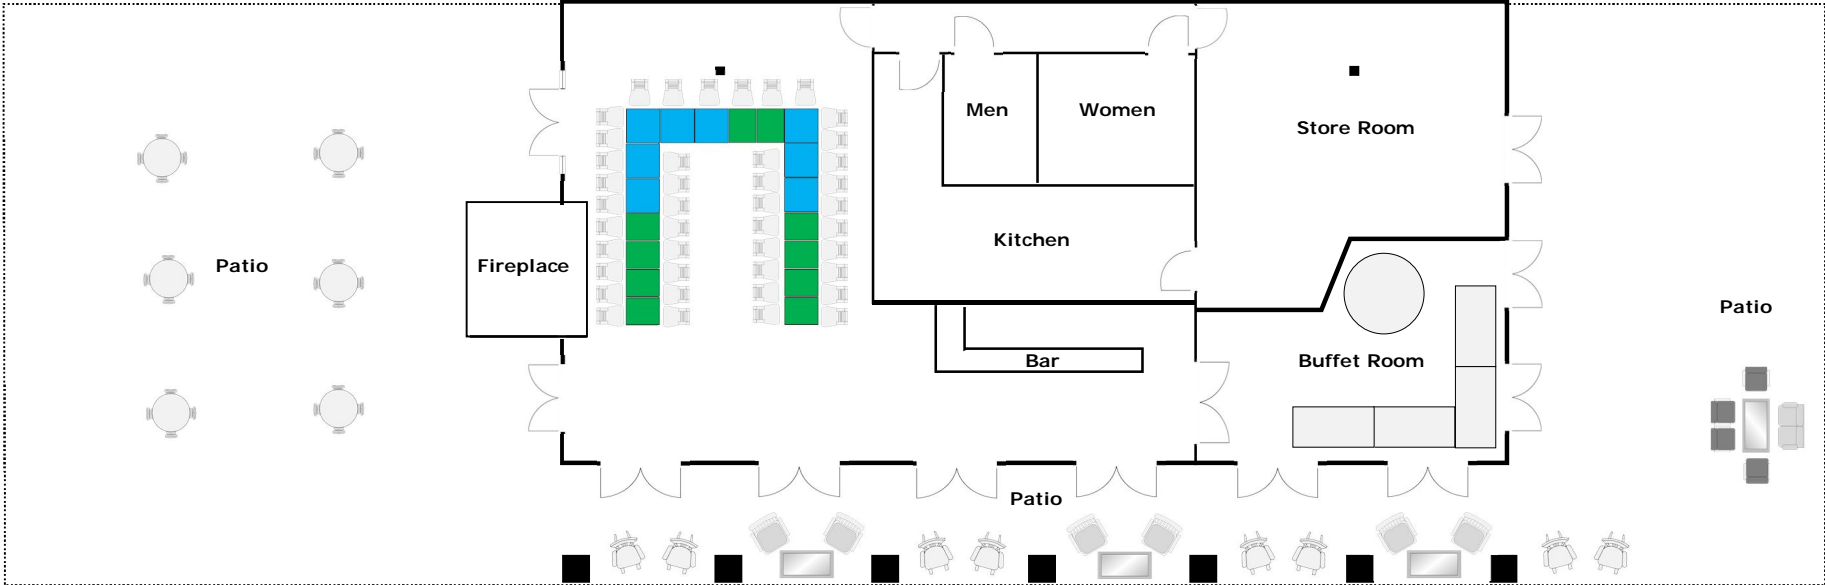 Men
Women
Store Room
Kitchen
Patio
Fireplace
Patio
Bar
Buffet Room
Patio